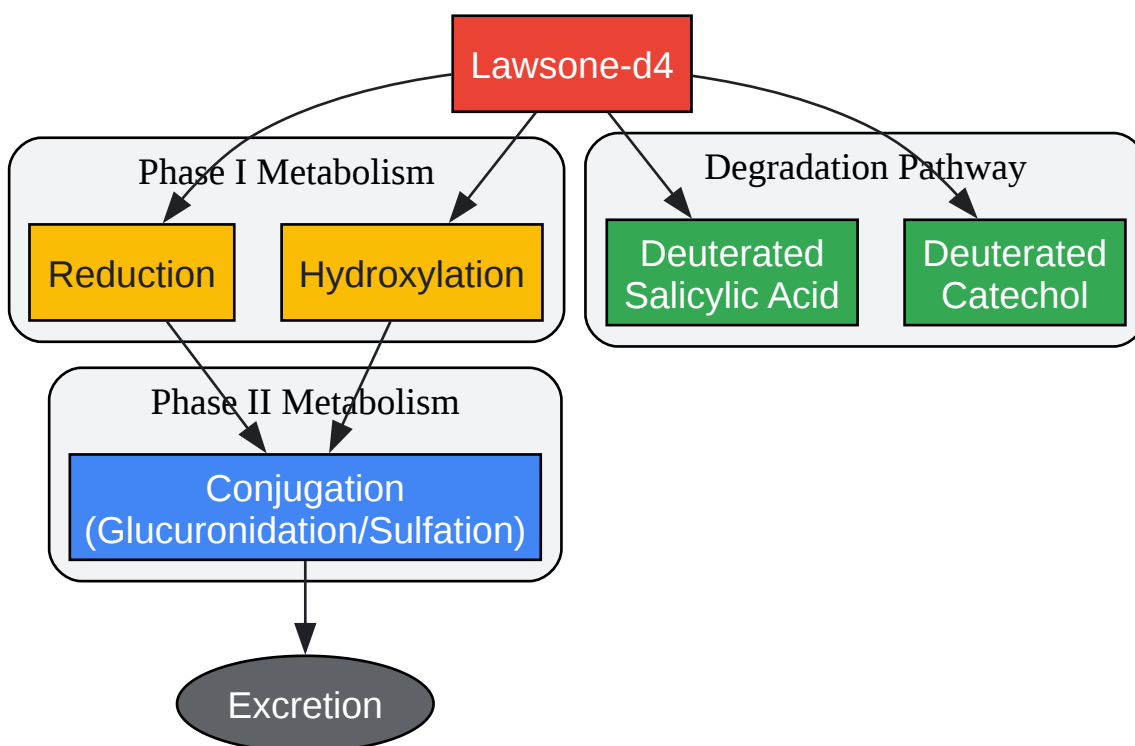 Lawsone-d4
Phase I Metabolism
Degradation Pathway
Reduction
Hydroxylation
Deuterated
Salicylic Acid
Deuterated
Catechol
Phase II Metabolism
Conjugation
(Glucuronidation/Sulfation)
Excretion